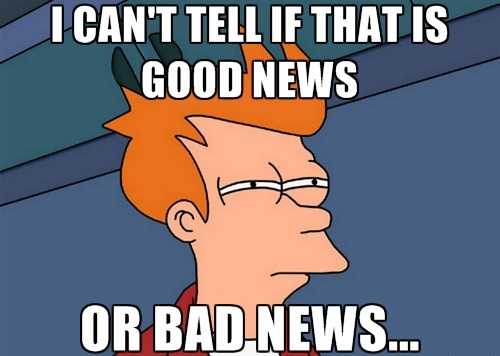 I CAN'T TELL IF THAT IS
GOOD NEWS
OR BAD NEWS...